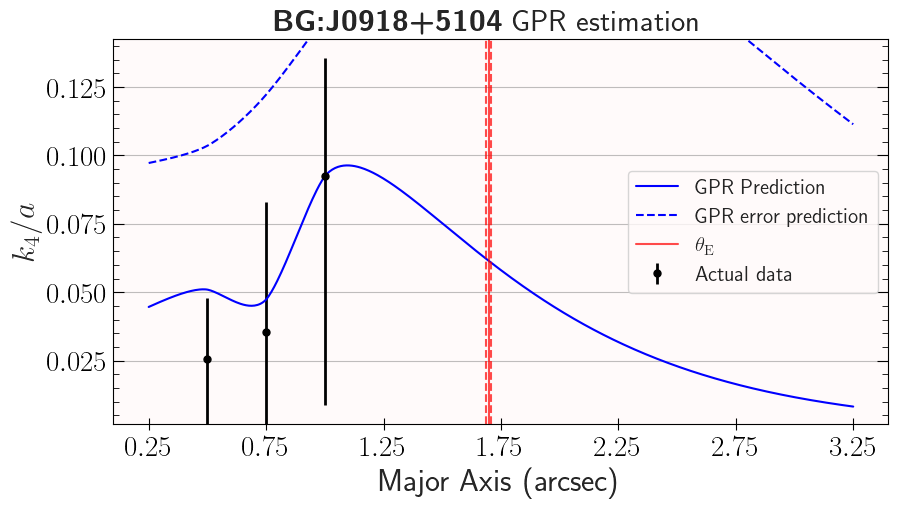 BG:J0918+5104 GPR estimation
k₄/a
0.125
0.100
0.075
0.050
0.025
GPR Prediction
GPR error prediction
θ_E
Actual data
0.25 0.75 1.25 1.75 2.25 2.75 3.25
Major Axis (arcsec)